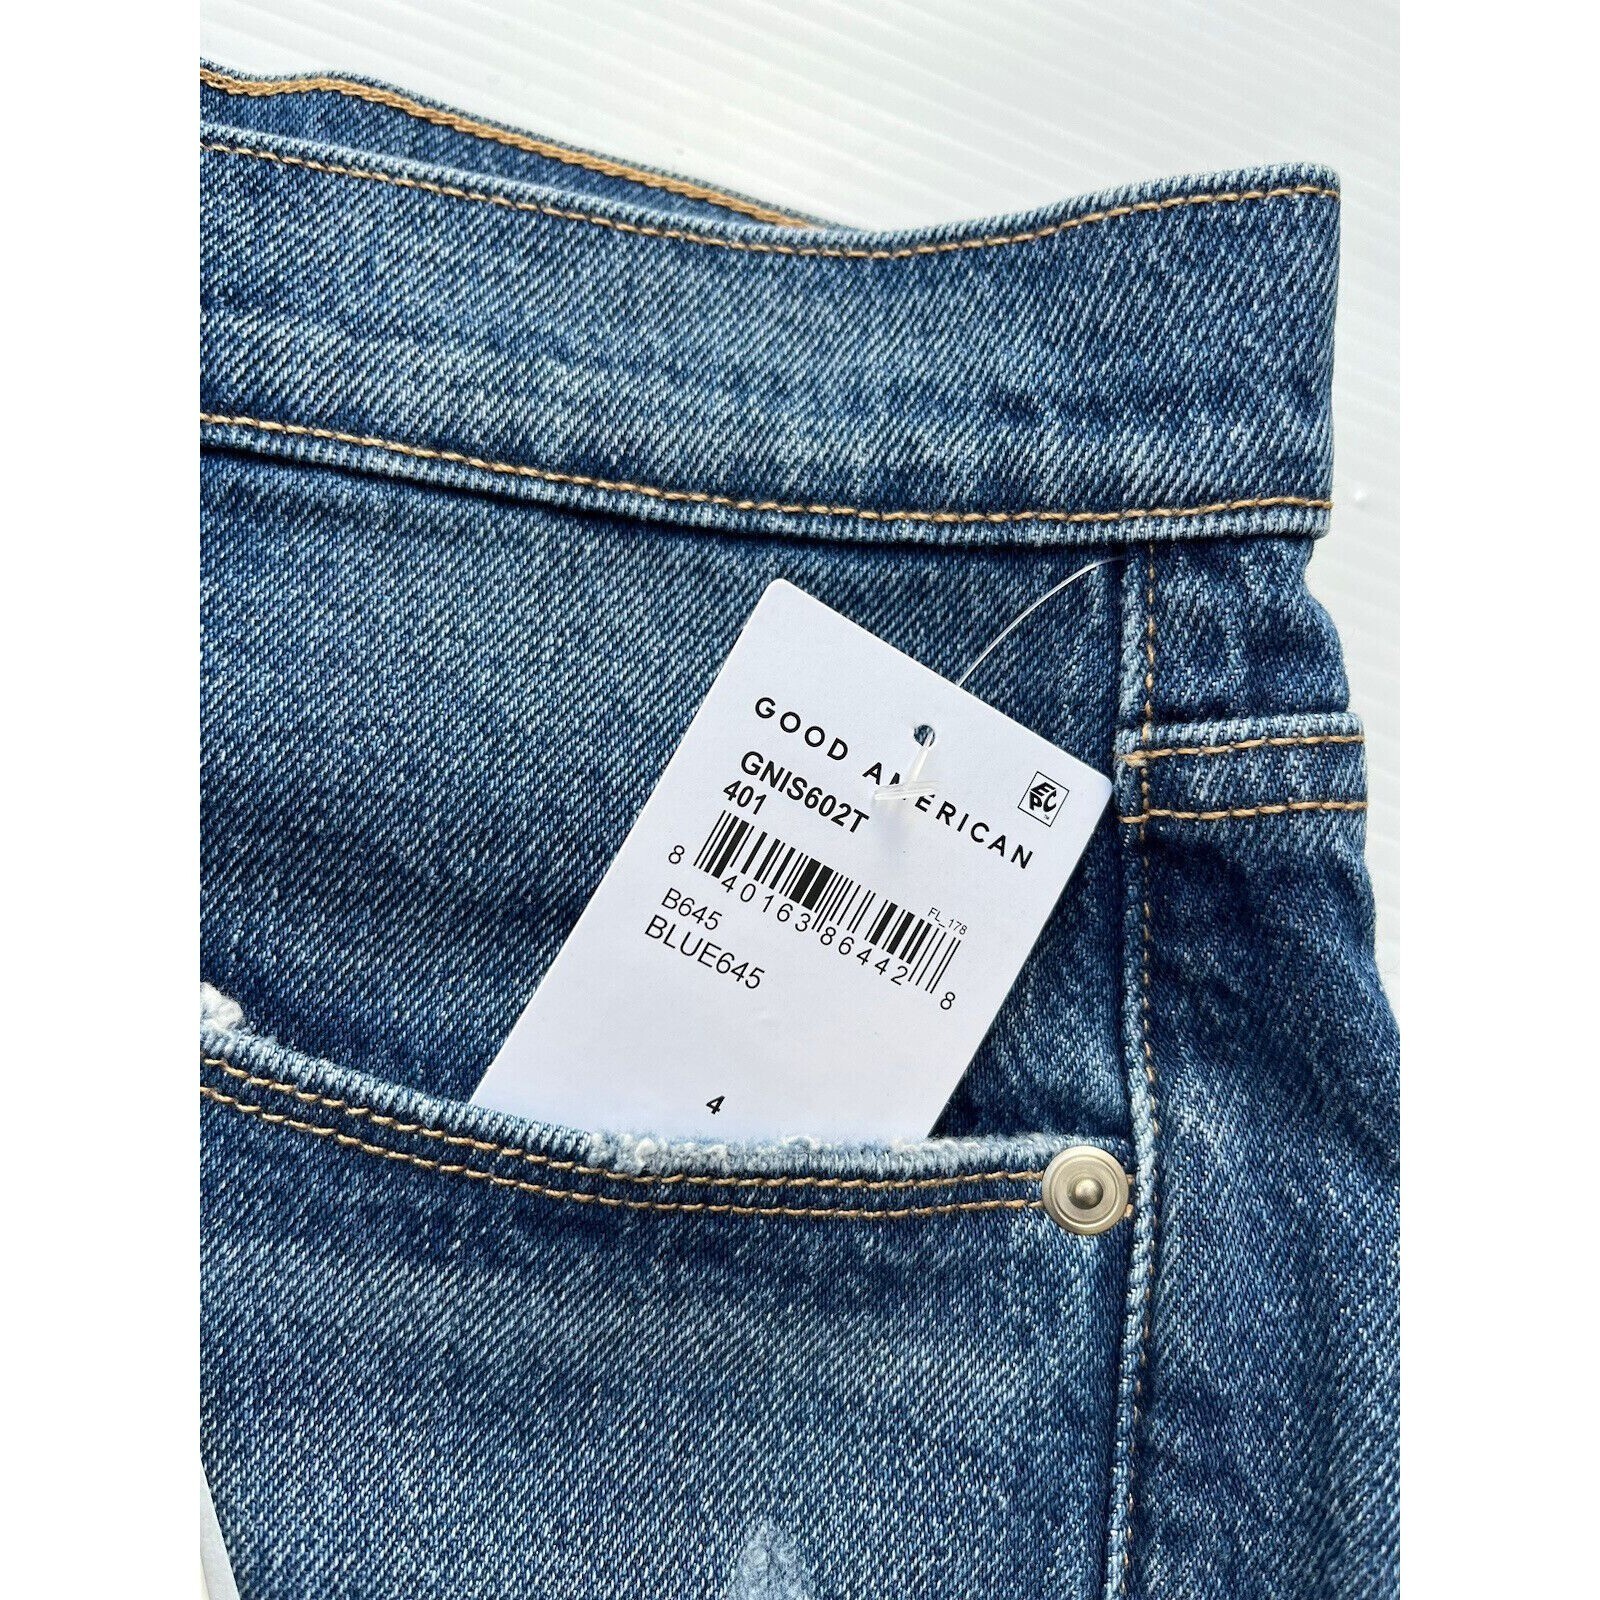 GOOD AMERICAN
GNIS602T
401
FL_178
8 40163 86442 8
B645
BLUE645
4